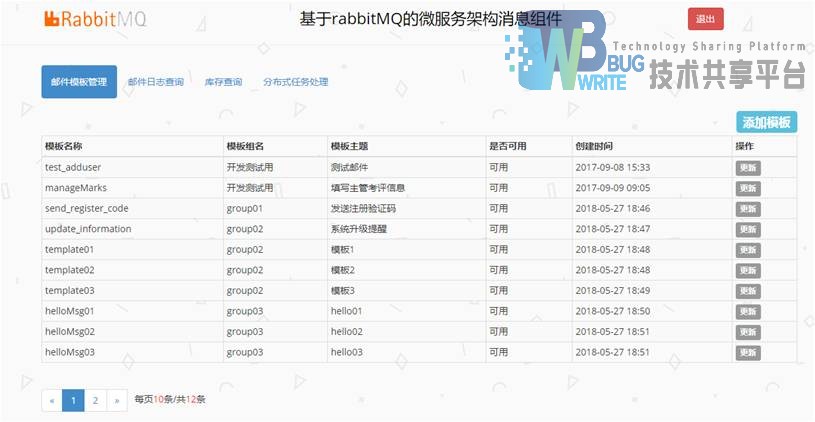 RabbitMQ
基于rabbitMQ的微服务架构消息组件
退出
WB BUG WRITE
Technology Sharing Platform
技术共享平台
邮件模板管理 邮件日志查询 库存查询 分布式任务处理
添加模板
模板名称 模板组名 模板主题 是否可用 创建时间 操作
test_adduser 开发测试用 测试邮件 可用 2017-09-08 15:33 更新
manageMarks 开发测试用 填写主管考评信息 可用 2017-09-09 09:05 更新
send_register_code group01 发送注册验证码 可用 2018-05-27 18:46 更新
update_information group02 系统升级提醒 可用 2018-05-27 18:47 更新
template01 group02 模板1 可用 2018-05-27 18:48 更新
template02 group02 模板2 可用 2018-05-27 18:48 更新
template03 group02 模板3 可用 2018-05-27 18:49 更新
helloMsg01 group03 hello01 可用 2018-05-27 18:50 更新
helloMsg02 group03 hello02 可用 2018-05-27 18:51 更新
helloMsg03 group03 hello03 可用 2018-05-27 18:51 更新
« 1 2 » 每页10条/共12条